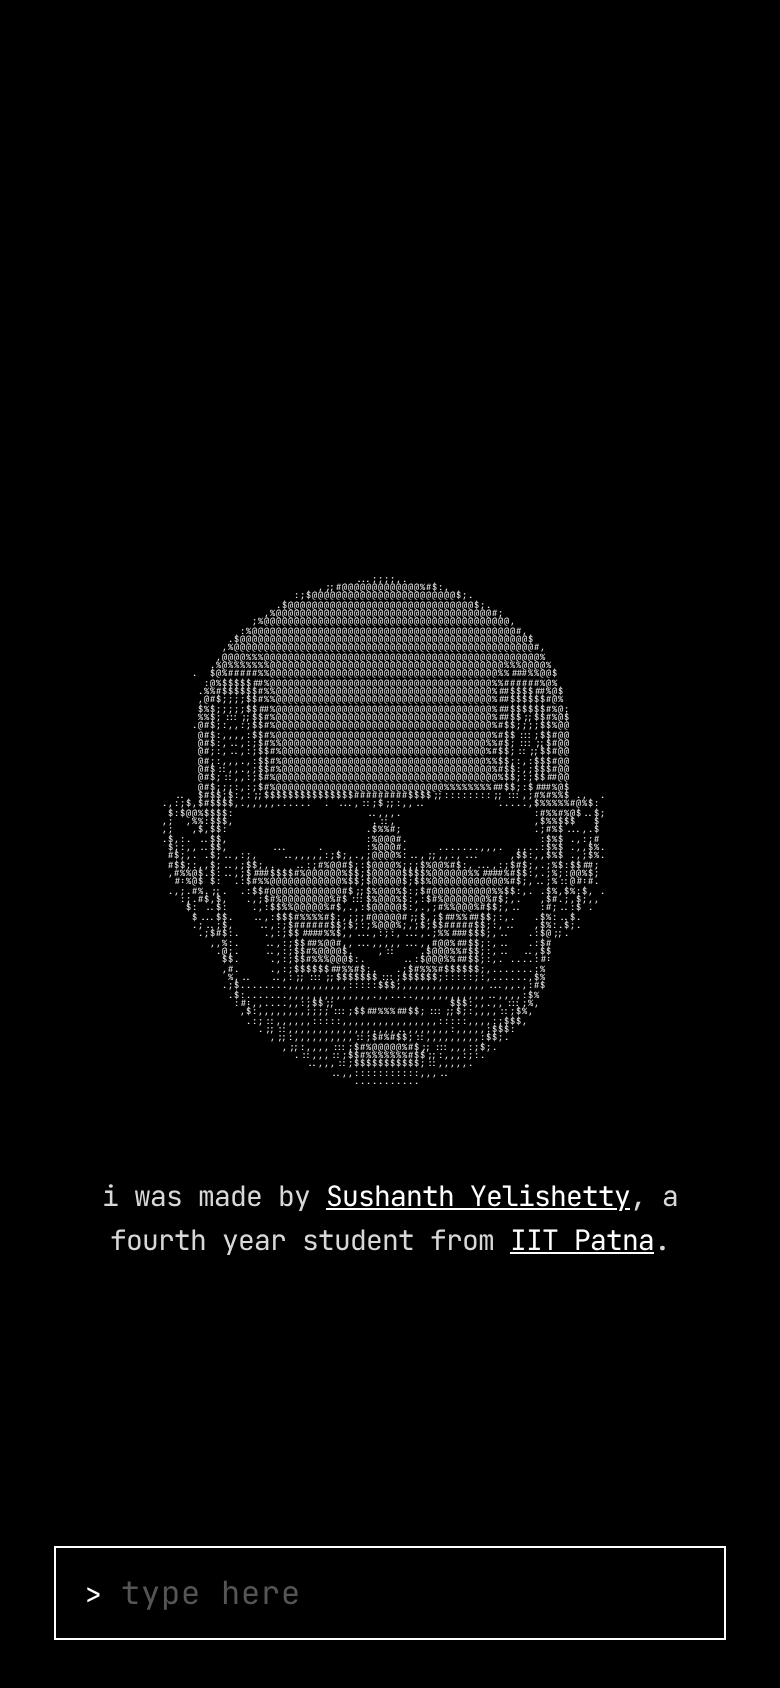 i was made by Sushanth Yelishetty, a
fourth year student from IIT Patna.
> type here